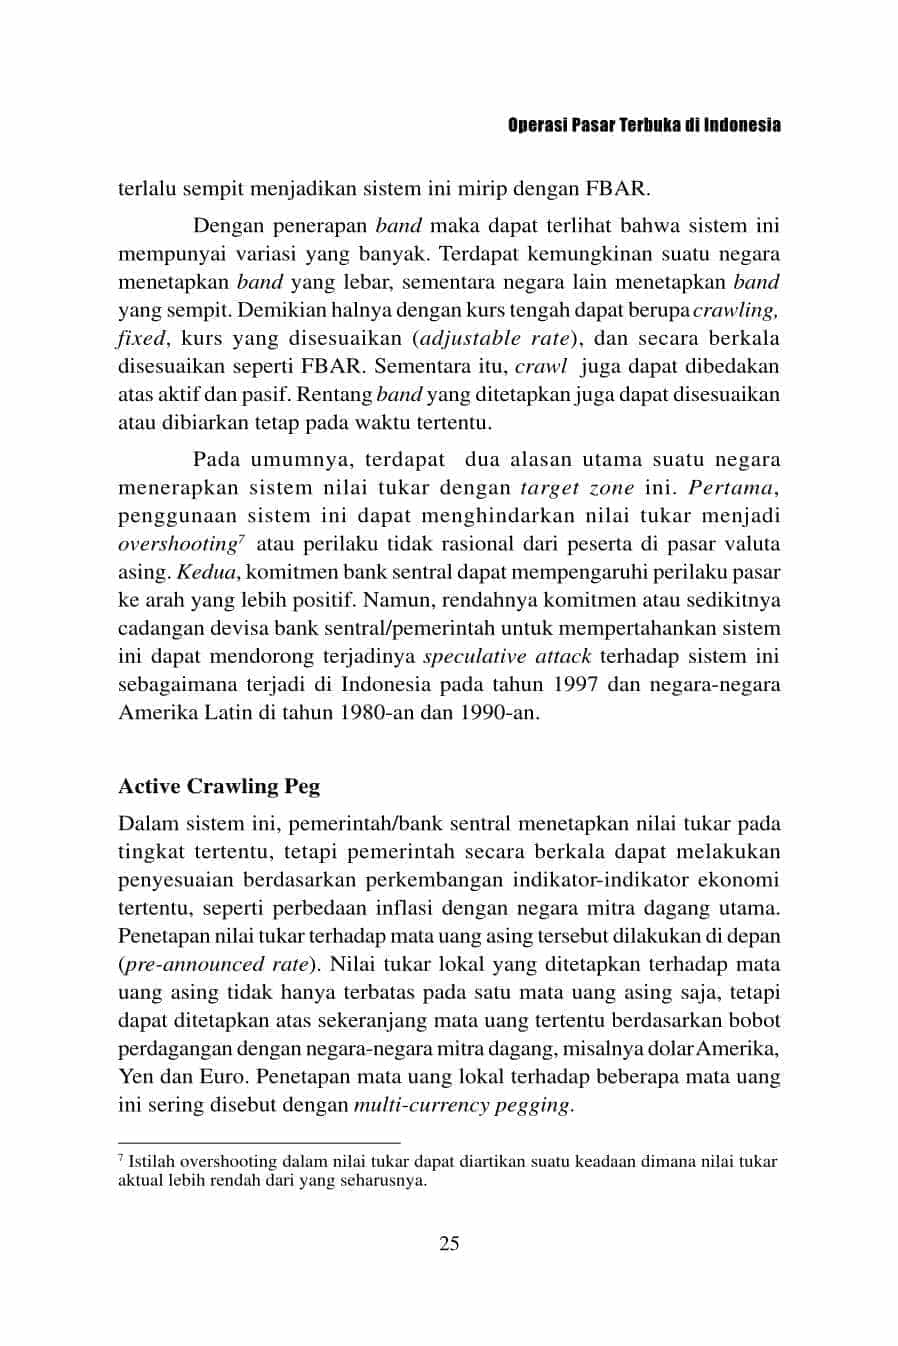 Operasi Pasar Terbuka di Indonesia
terlalu sempit menjadikan sistem ini mirip dengan FBAR.
Dengan penerapan band maka dapat terlihat bahwa sistem ini
mempunyai variasi yang banyak. Terdapat kemungkinan suatu negara
menetapkan band yang lebar, sementara negara lain menetapkan band
yang sempit. Demikian halnya dengan kurs tengah dapat berupa crawling,
fixed, kurs yang disesuaikan (adjustable rate), dan secara berkala
disesuaikan seperti FBAR. Sementara itu, crawl juga dapat dibedakan
atas aktif dan pasif. Rentang band yang ditetapkan juga dapat disesuaikan
atau dibiarkan tetap pada waktu tertentu.
Pada umumnya, terdapat dua alasan utama suatu negara
menerapkan sistem nilai tukar dengan target zone ini. Pertama,
penggunaan sistem ini dapat menghindarkan nilai tukar menjadi
overshooting⁷ atau perilaku tidak rasional dari peserta di pasar valuta
asing. Kedua, komitmen bank sentral dapat mempengaruhi perilaku pasar
ke arah yang lebih positif. Namun, rendahnya komitmen atau sedikitnya
cadangan devisa bank sentral/pemerintah untuk mempertahankan sistem
ini dapat mendorong terjadinya speculative attack terhadap sistem ini
sebagaimana terjadi di Indonesia pada tahun 1997 dan negara-negara
Amerika Latin di tahun 1980-an dan 1990-an.
Active Crawling Peg
Dalam sistem ini, pemerintah/bank sentral menetapkan nilai tukar pada
tingkat tertentu, tetapi pemerintah secara berkala dapat melakukan
penyesuaian berdasarkan perkembangan indikator-indikator ekonomi
tertentu, seperti perbedaan inflasi dengan negara mitra dagang utama.
Penetapan nilai tukar terhadap mata uang asing tersebut dilakukan di depan
(pre-announced rate). Nilai tukar lokal yang ditetapkan terhadap mata
uang asing tidak hanya terbatas pada satu mata uang asing saja, tetapi
dapat ditetapkan atas sekeranjang mata uang tertentu berdasarkan bobot
perdagangan dengan negara-negara mitra dagang, misalnya dolar Amerika,
Yen dan Euro. Penetapan mata uang lokal terhadap beberapa mata uang
ini sering disebut dengan multi-currency pegging.
⁷ Istilah overshooting dalam nilai tukar dapat diartikan suatu keadaan dimana nilai tukar
aktual lebih rendah dari yang seharusnya.
25